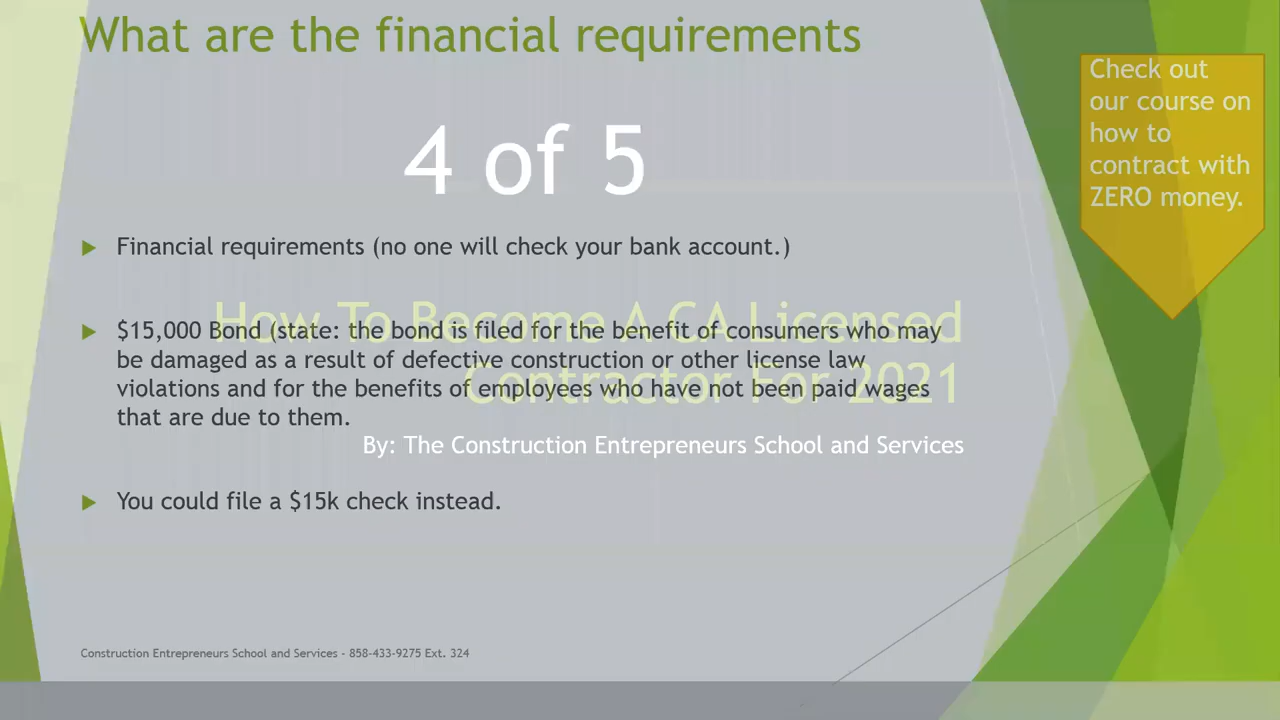 What are the financial requirements
4 of 5
Check out
our course on
how to
contract with
ZERO money.
Financial requirements (no one will check your bank account.)
$15,000 Bond (state: the bond is filed for the benefit of consumers who may
be damaged as a result of defective construction or other license law
violations and for the benefits of employees who have not been paid wages
that are due to them.
How To Become A CA Licensed
Contractor For 2021
By: The Construction Entrepreneurs School and Services
You could file a $15k check instead.
Construction Entrepreneurs School and Services - 858-433-9275 Ext. 324